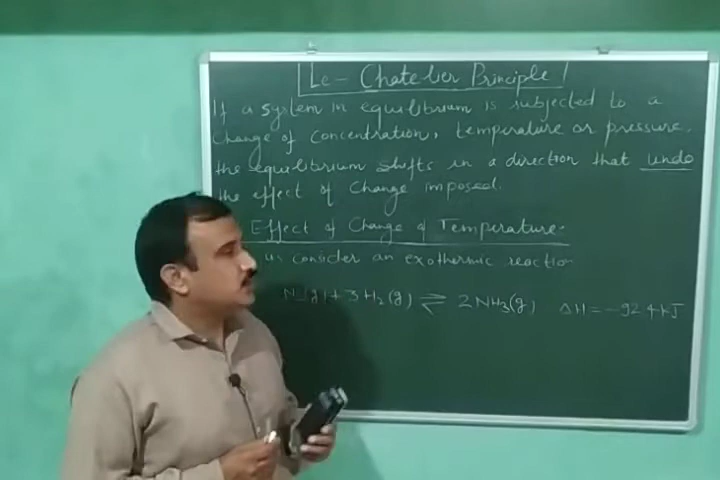 Le-Chatelier Principle!
If a system in equilibrium is subjected to a
Change of Concentration, temperature or pressure,
the equilibrium shifts in a direction that undo
the effect of Change imposed.
Effect of Change of Temperature:
us consider an exothermic reaction
N2(g) + 3H₂(g) ⇌ 2NH₃(g) ΔH = -92.4 kJ